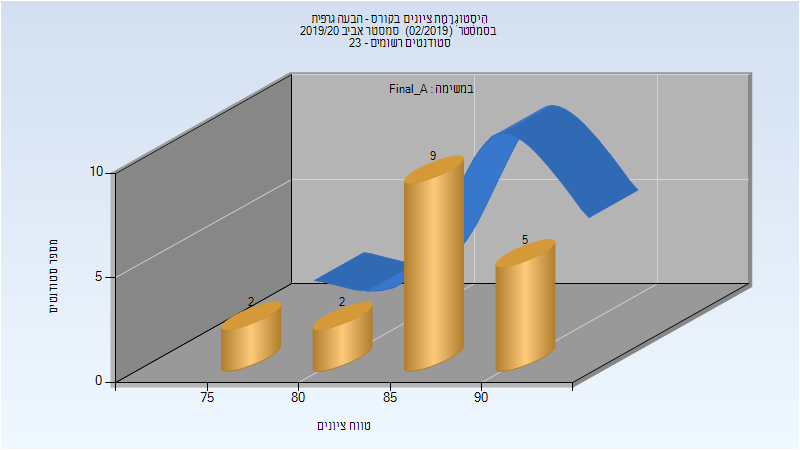 היסטוגרמת ציונים בקורס - הבעה גרפית
בסמסטר (02/2019) סמסטר אביב 2019/20
סטודנטים רשומים - 23
במשימה : Final_A
10
5
0
מספר סטודנטים
2
2
9
5
75
80
85
90
טווח ציונים